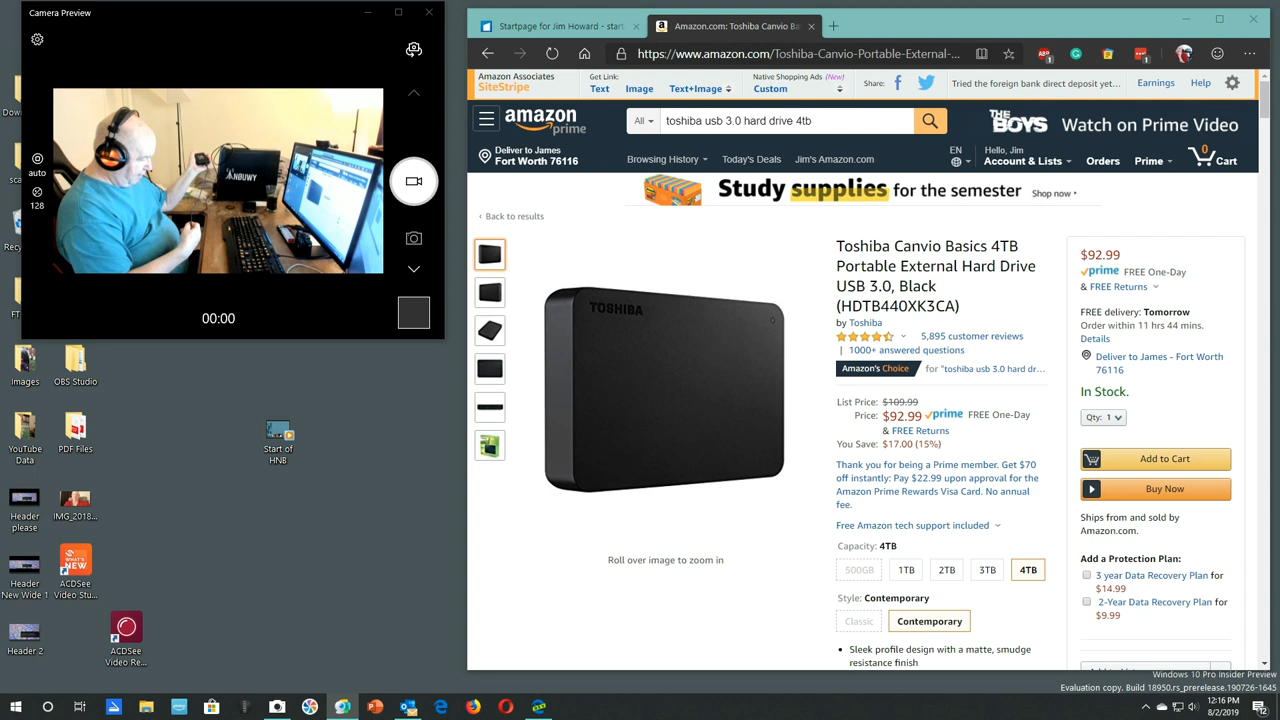 Camera Preview
auto
128
00:00
Images
OBS Studio
YouTube
Data
PDF Files
Start of
HNB
Header
please
IMG_2018...
Header
New Wide 1
ACDSee
Video Stu...
Header 2
ACDSee
Video Re...
Startpage for Jim Howard - start
Amazon.com: Toshiba Canvio Ba
https://www.amazon.com/Toshiba-Canvio-Portable-External-...
Amazon Associates
SiteStripe
Get Link:
Text Image Text+Image
Native Shopping Ads (New)
Custom
Share:
Tried the foreign bank direct deposit yet...
Earnings Help
amazon
prime
All
toshiba usb 3.0 hard drive 4tb
THE BOYS Watch on Prime Video
Deliver to James
Fort Worth 76116
Browsing History Today's Deals Jim's Amazon.com
EN
Hello, Jim
Account & Lists Orders Prime
0
Cart
Study supplies for the semester Shop now
‹ Back to results
TOSHIBA
Roll over image to zoom in
Toshiba Canvio Basics 4TB
Portable External Hard Drive
USB 3.0, Black
(HDTB440XK3CA)
by Toshiba
5,895 customer reviews
| 1000+ answered questions
Amazon's Choice for "toshiba usb 3.0 hard dr...
List Price: $109.99
Price: $92.99 prime FREE One-Day
& FREE Returns
You Save: $17.00 (15%)
Thank you for being a Prime member. Get $70
off instantly: Pay $22.99 upon approval for the
Amazon Prime Rewards Visa Card. No annual
fee.
Free Amazon tech support included
Capacity: 4TB
500GB 1TB 2TB 3TB 4TB
Style: Contemporary
Classic Contemporary
• Sleek profile design with a matte, smudge
resistance finish
$92.99
prime FREE One-Day
& FREE Returns
FREE delivery: Tomorrow
Order within 11 hrs 44 mins.
Details
Deliver to James - Fort Worth
76116
In Stock.
Qty: 1
Add to Cart
Buy Now
Ships from and sold by
Amazon.com.
Add a Protection Plan:
3 year Data Recovery Plan for
$14.99
2-Year Data Recovery Plan for
$9.99
Windows 10 Pro Insider Preview
Evaluation copy. Build 18950.rs_prerelease.190726-1645
12:16 PM
8/2/2019
12